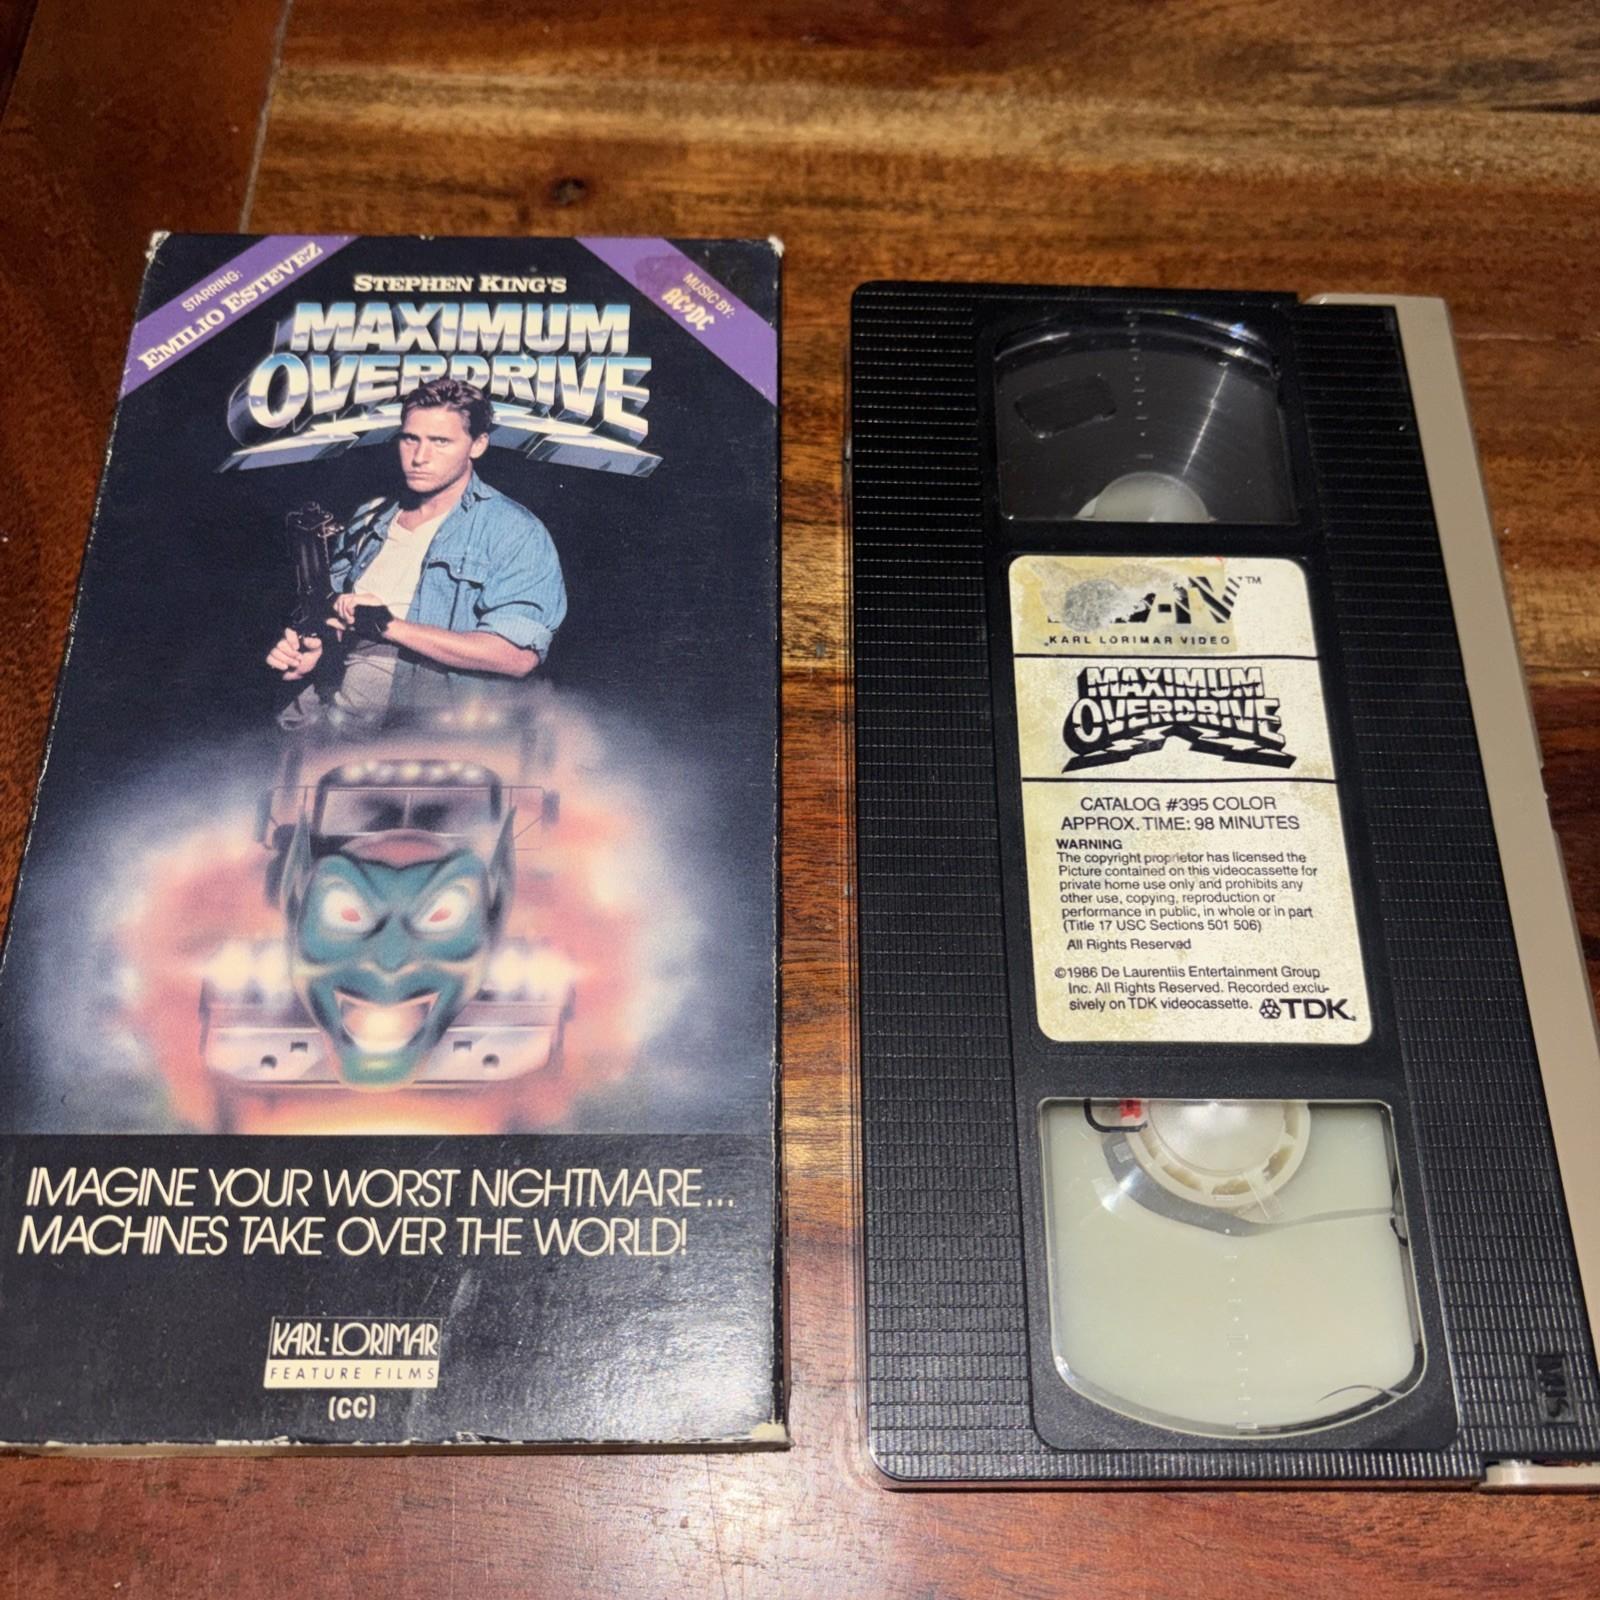 STARRING:
EMILIO ESTEVEZ
MUSIC BY:
AC⚡DC
STEPHEN KING'S
MAXIMUM
OVERDRIVE
IMAGINE YOUR WORST NIGHTMARE...
MACHINES TAKE OVER THE WORLD!
KARL-LORIMAR
FEATURE FILMS
(CC)
TM
KARL LORIMAR VIDEO
MAXIMUM
OVERDRIVE
CATALOG #395 COLOR
APPROX. TIME: 98 MINUTES
WARNING
The copyright proprietor has licensed the
Picture contained on this videocassette for
private home use only and prohibits any
other use, copying, reproduction or
performance in public, in whole or in part
(Title 17 USC Sections 501 506)
All Rights Reserved
©1986 De Laurentiis Entertainment Group
Inc. All Rights Reserved. Recorded exclu-
sively on TDK videocassette.
TDK
VHS